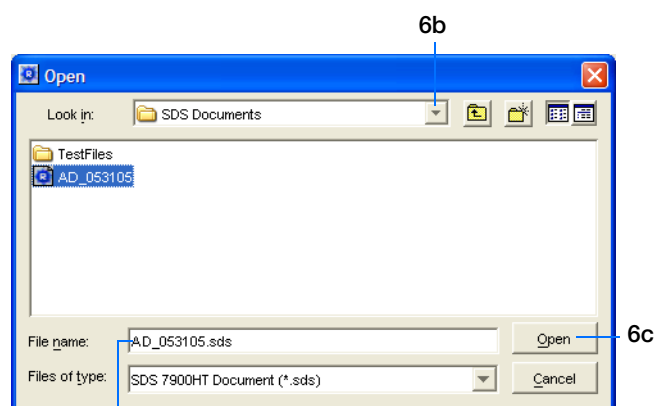 6b
Open
Look in: SDS Documents
TestFiles
AD_053105
File name: AD_053105.sds Open 6c
Files of type: SDS 7900HT Document (*.sds) Cancel